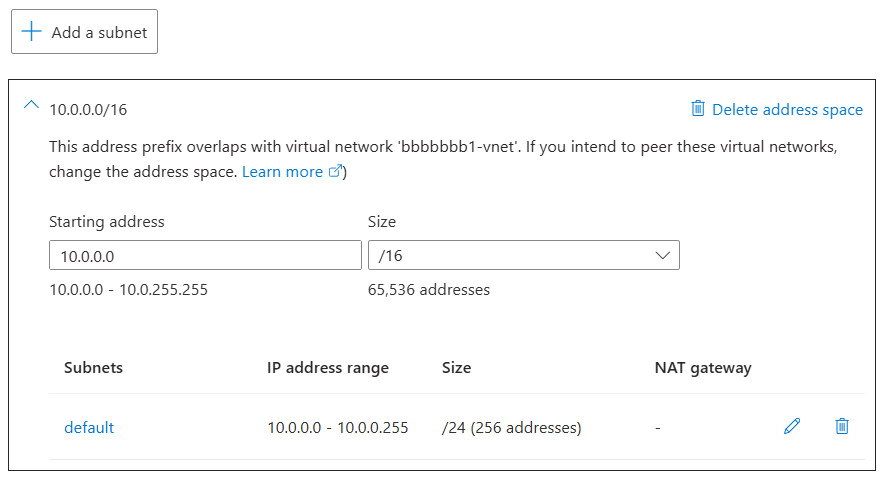 Add a subnet
10.0.0.0/16
Delete address space
This address prefix overlaps with virtual network 'bbbbbbb1-vnet'. If you intend to peer these virtual networks,
change the address space. Learn more )
Starting address Size
10.0.0.0 /16
10.0.0.0 - 10.0.255.255 65,536 addresses
Subnets IP address range Size NAT gateway
default 10.0.0.0 - 10.0.0.255 /24 (256 addresses) -